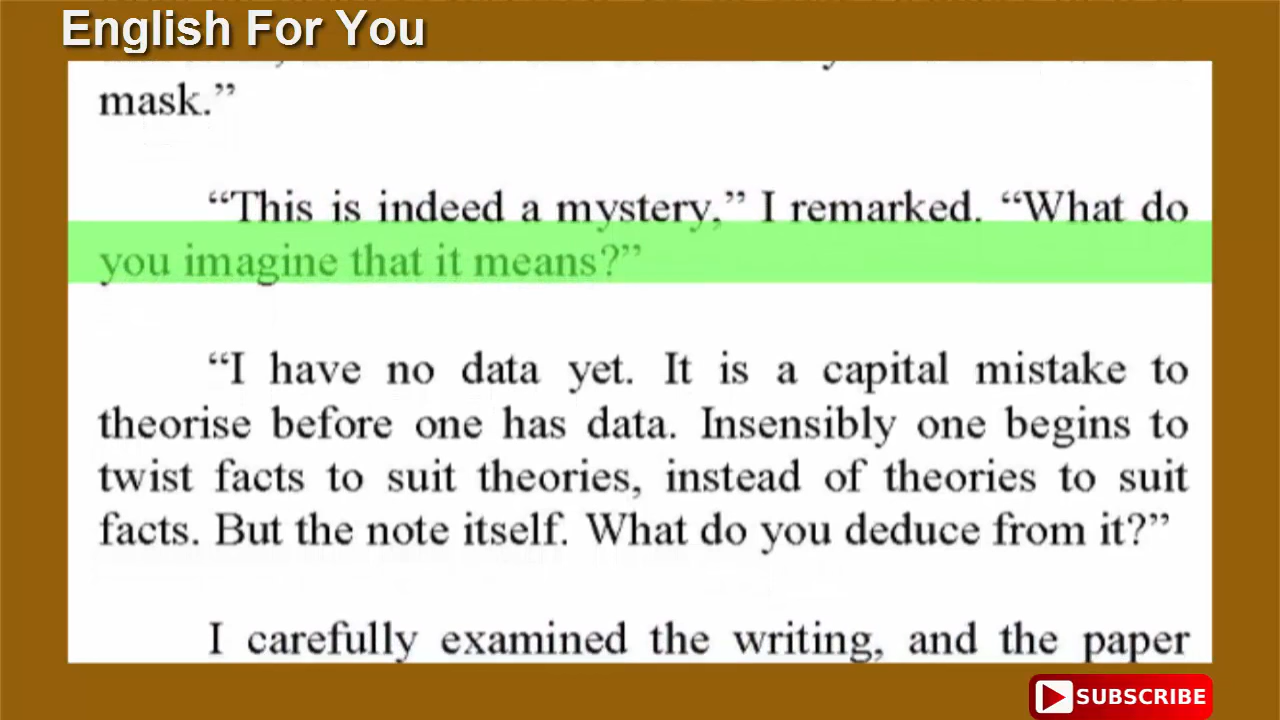 English For You
mask.”
“This is indeed a mystery,” I remarked. “What do
you imagine that it means?”
“I have no data yet. It is a capital mistake to
theorise before one has data. Insensibly one begins to
twist facts to suit theories, instead of theories to suit
facts. But the note itself. What do you deduce from it?”
I carefully examined the writing, and the paper
SUBSCRIBE